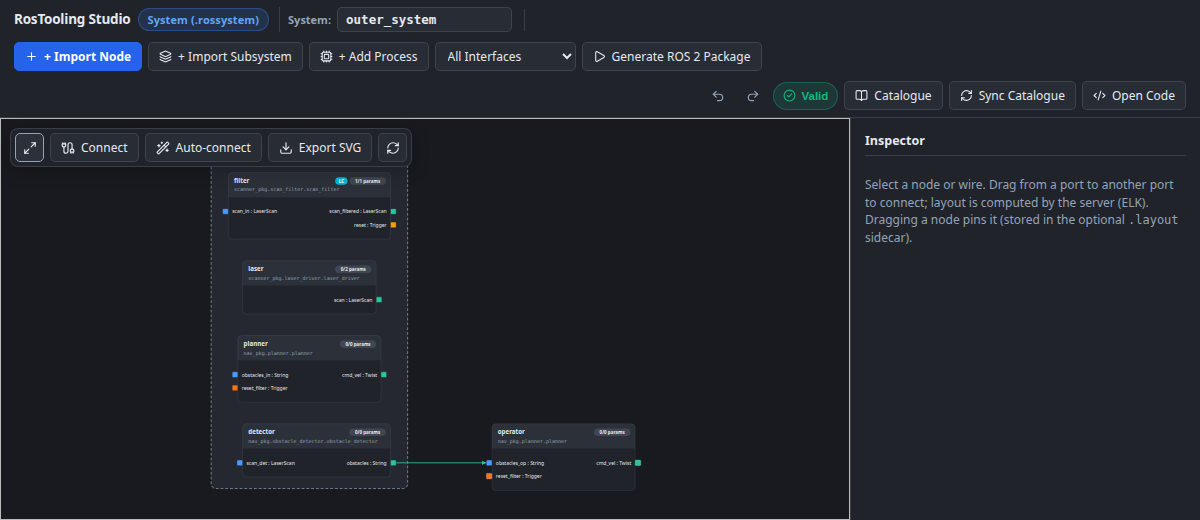 RosTooling Studio
System (.rossystem)
System:
outer_system
+ Import Node
+ Import Subsystem
+ Add Process
All Interfaces
Generate ROS 2 Package
Valid
Catalogue
Sync Catalogue
Open Code
Connect
Auto-connect
Export SVG
Inspector
Select a node or wire. Drag from a port to another port
to connect; layout is computed by the server (ELK).
Dragging a node pins it (stored in the optional .layout
sidecar).
filter
LC
1/1 params
scanner_pkg.scan_filter.scan_filter
scan_in : LaserScan
scan_filtered : LaserScan
reset : Trigger
laser
0/2 params
scanner_pkg.laser_driver.laser_driver
scan : LaserScan
planner
0/0 params
nav_pkg.planner.planner
obstacles_in : String
cmd_vel : Twist
reset_filter : Trigger
detector
0/0 params
nav_pkg.obstacle_detector.obstacle_detector
scan_det : LaserScan
obstacles : String
operator
0/0 params
nav_pkg.planner.planner
obstacles_op : String
cmd_vel : Twist
reset_filter : Trigger